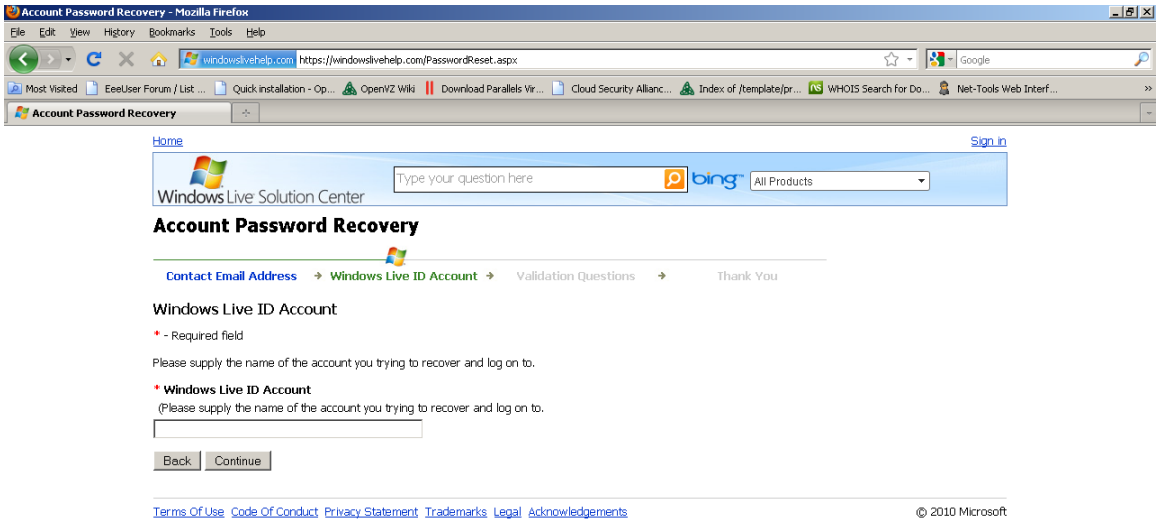 Account Password Recovery - Mozilla Firefox
File Edit View History Bookmarks Tools Help
windowslivehelp.com https://windowslivehelp.com/PasswordReset.aspx Google
Most Visited EeeUser Forum / List ... Quick installation - Op... OpenVZ Wiki Download Parallels Vir... Cloud Security Allianc... Index of /template/pr... WHOIS Search for Do... Net-Tools Web Interf... »
Account Password Recovery
Home Sign in
Windows Live Solution Center Type your question here bing™ All Products
Account Password Recovery
Contact Email Address → Windows Live ID Account → Validation Questions → Thank You
Windows Live ID Account
* - Required field
Please supply the name of the account you trying to recover and log on to.
* Windows Live ID Account
(Please supply the name of the account you trying to recover and log on to.
Back Continue
Terms Of Use Code Of Conduct Privacy Statement Trademarks Legal Acknowledgements © 2010 Microsoft